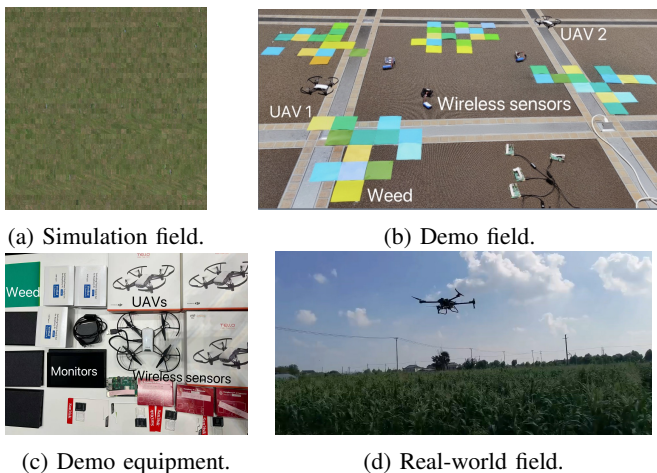 UAV 2
UAV 1
Wireless sensors
Weed
(a) Simulation field.
(b) Demo field.
Weed
TELLO
UAVs
Monitors
Wireless sensors
(c) Demo equipment.
(d) Real-world field.